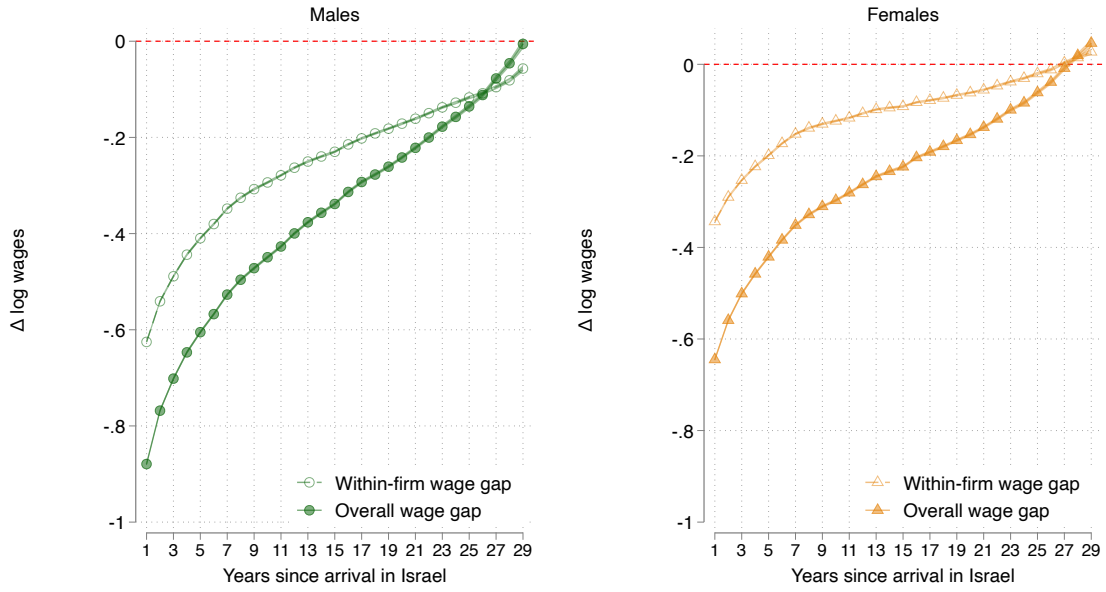 Males
0
-.2
-.4
-.6
-.8
-1
Δ log wages
Within-firm wage gap
Overall wage gap
1 3 5 7 9 11 13 15 17 19 21 23 25 27 29
Years since arrival in Israel
Females
0
-.2
-.4
-.6
-.8
-1
Δ log wages
Within-firm wage gap
Overall wage gap
1 3 5 7 9 11 13 15 17 19 21 23 25 27 29
Years since arrival in Israel